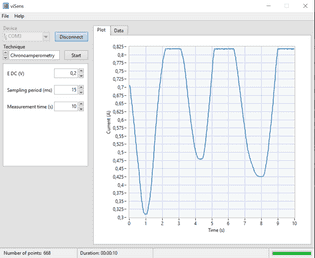 vSens
File Help
Device
COM5 Disconnect
Technique
Chronoamperometry Start
E DC (V) 0,2
Sampling period (ms) 15
Measurement time (s) 10
Plot Data
0,825
0,8
0,775
0,75
0,725
0,7
0,675
0,65
0,625
0,6
0,575
0,55
0,525
0,5
0,475
0,45
0,425
0,4
0,375
0,35
0,325
0,3
Current (A)
0 1 2 3 4 5 6 7 8 9 10
Time (s)
Number of points: 668 Duration: 00:00:10